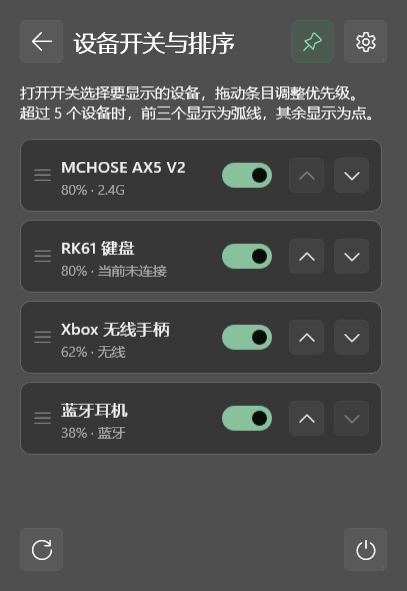 设备开关与排序
打开开关选择要显示的设备，拖动条目调整优先级。
超过 5 个设备时，前三个显示为弧线，其余显示为点。
MCHOSE AX5 V2
80% · 2.4G
RK61 键盘
80% · 当前未连接
Xbox 无线手柄
62% · 无线
蓝牙耳机
38% · 蓝牙